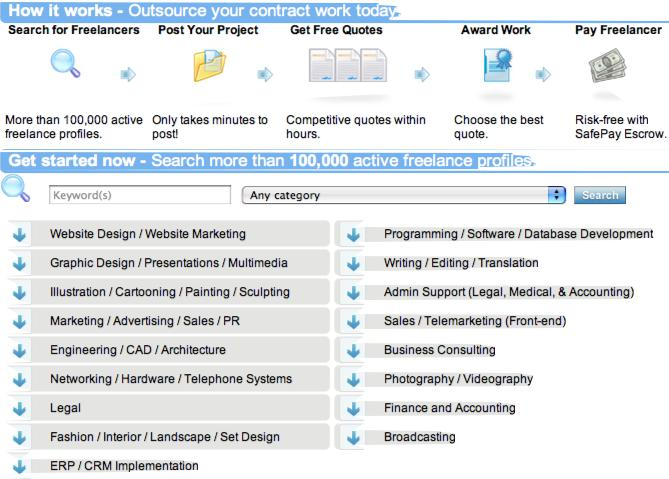 How it works - Outsource your contract work today.
Search for Freelancers
Post Your Project
Get Free Quotes
Award Work
Pay Freelancer
More than 100,000 active
freelance profiles.
Only takes minutes to
post!
Competitive quotes within
hours.
Choose the best
quote.
Risk-free with
SafePay Escrow.
Get started now - Search more than 100,000 active freelance profiles.
Keyword(s)
Any category
Search
Website Design / Website Marketing
Programming / Software / Database Development
Graphic Design / Presentations / Multimedia
Writing / Editing / Translation
Illustration / Cartooning / Painting / Sculpting
Admin Support (Legal, Medical, & Accounting)
Marketing / Advertising / Sales / PR
Sales / Telemarketing (Front-end)
Engineering / CAD / Architecture
Business Consulting
Networking / Hardware / Telephone Systems
Photography / Videography
Legal
Finance and Accounting
Fashion / Interior / Landscape / Set Design
Broadcasting
ERP / CRM Implementation